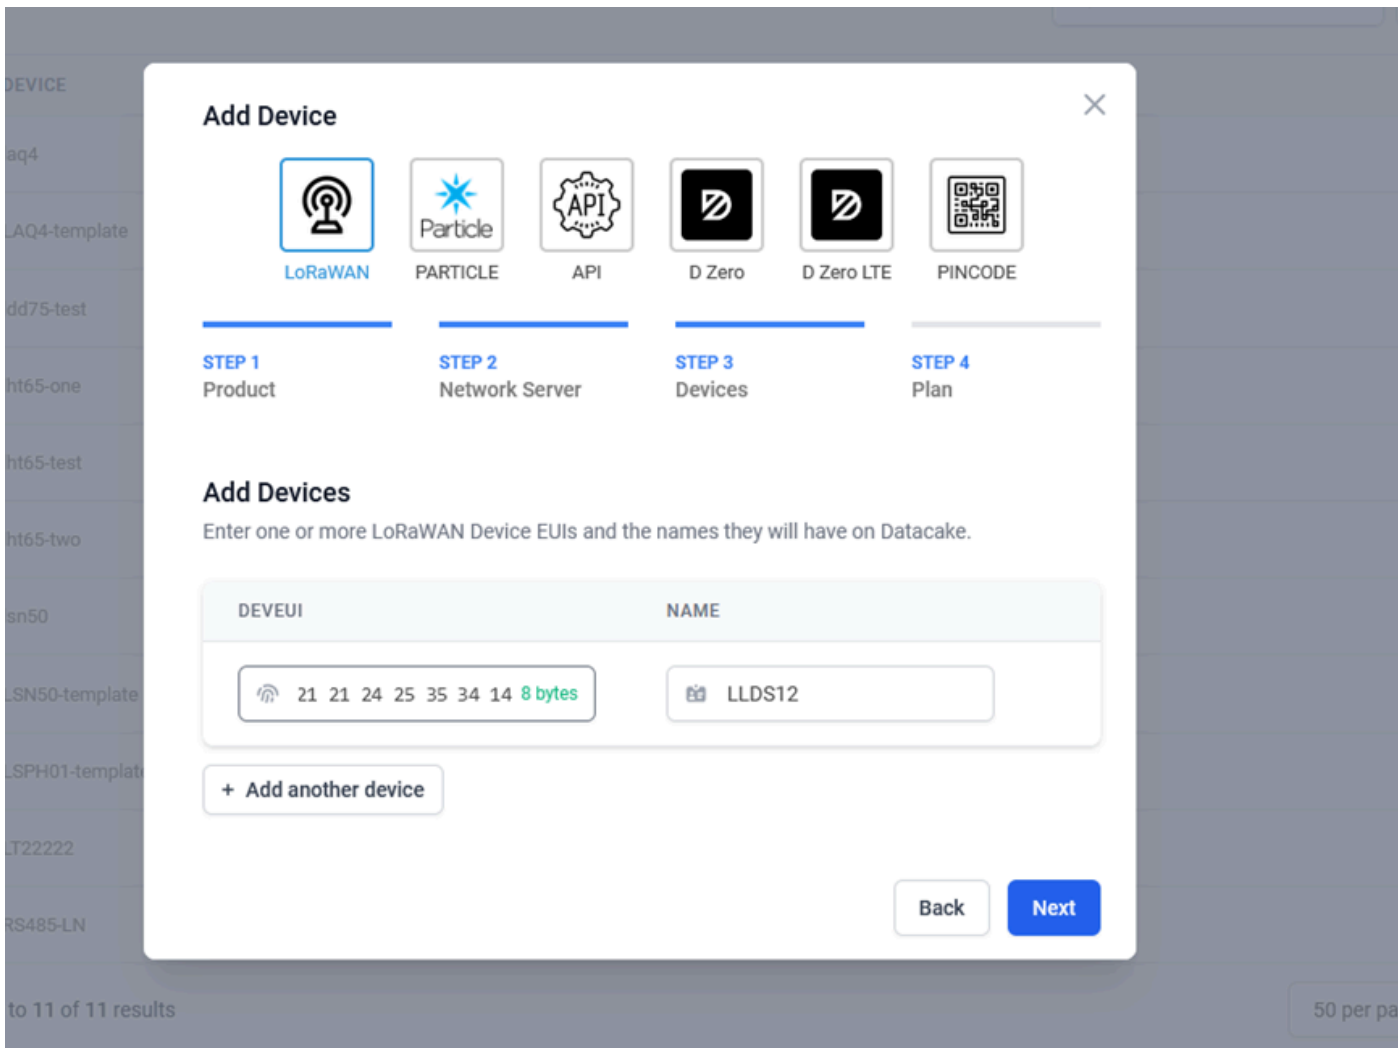 DEVICE
aq4
LAQ4-template
dd75-test
ht65-one
ht65-test
ht65-two
sn50
LSN50-template
LSPH01-template
LT22222
RS485-LN
to 11 of 11 results
50 per pa
Add Device
Particle
API
LoRaWAN PARTICLE API D Zero D Zero LTE PINCODE
STEP 1 STEP 2 STEP 3 STEP 4
Product Network Server Devices Plan
Add Devices
Enter one or more LoRaWAN Device EUIs and the names they will have on Datacake.
DEVEUI NAME
21 21 24 25 35 34 14 8 bytes LLDS12
+ Add another device
Back Next